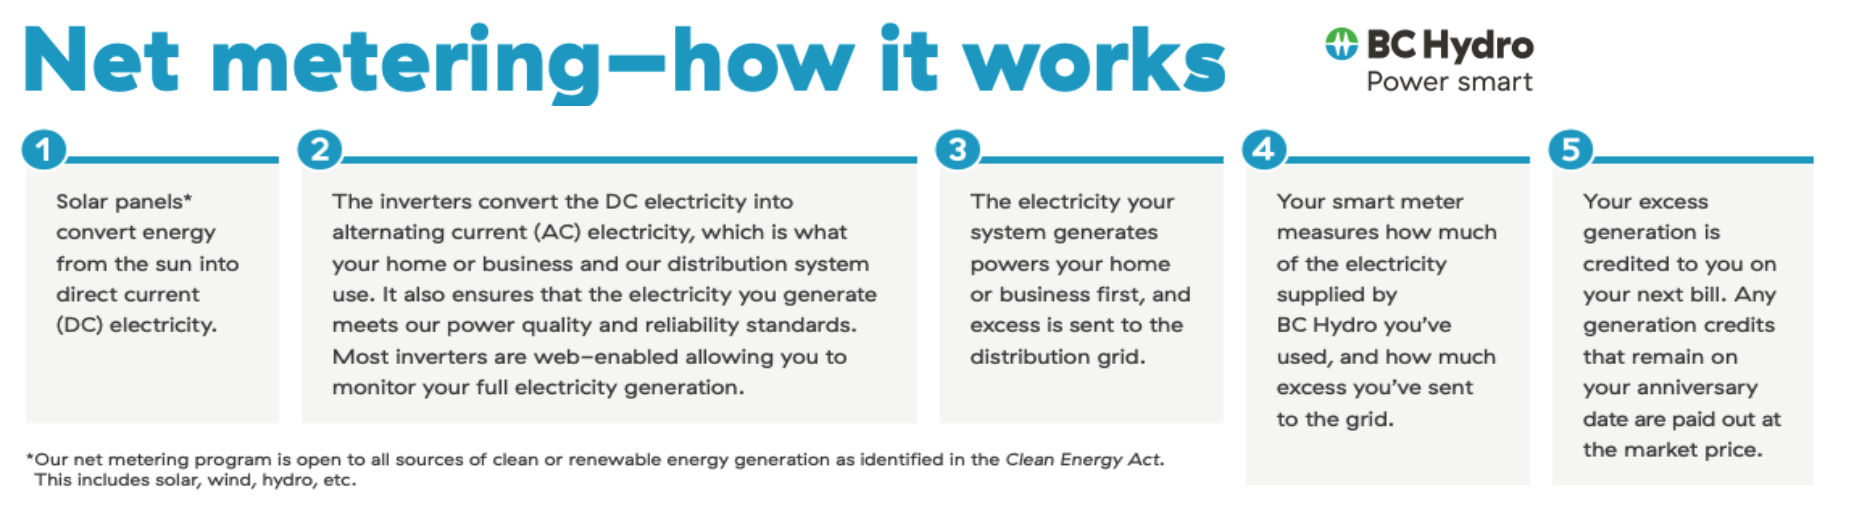 Net metering—how it works
BC Hydro
Power smart
1
Solar panels*
convert energy
from the sun into
direct current
(DC) electricity.
2
The inverters convert the DC electricity into
alternating current (AC) electricity, which is what
your home or business and our distribution system
use. It also ensures that the electricity you generate
meets our power quality and reliability standards.
Most inverters are web-enabled allowing you to
monitor your full electricity generation.
3
The electricity your
system generates
powers your home
or business first, and
excess is sent to the
distribution grid.
4
Your smart meter
measures how much
of the electricity
supplied by
BC Hydro you've
used, and how much
excess you've sent
to the grid.
5
Your excess
generation is
credited to you on
your next bill. Any
generation credits
that remain on
your anniversary
date are paid out at
the market price.
*Our net metering program is open to all sources of clean or renewable energy generation as identified in the Clean Energy Act.
This includes solar, wind, hydro, etc.